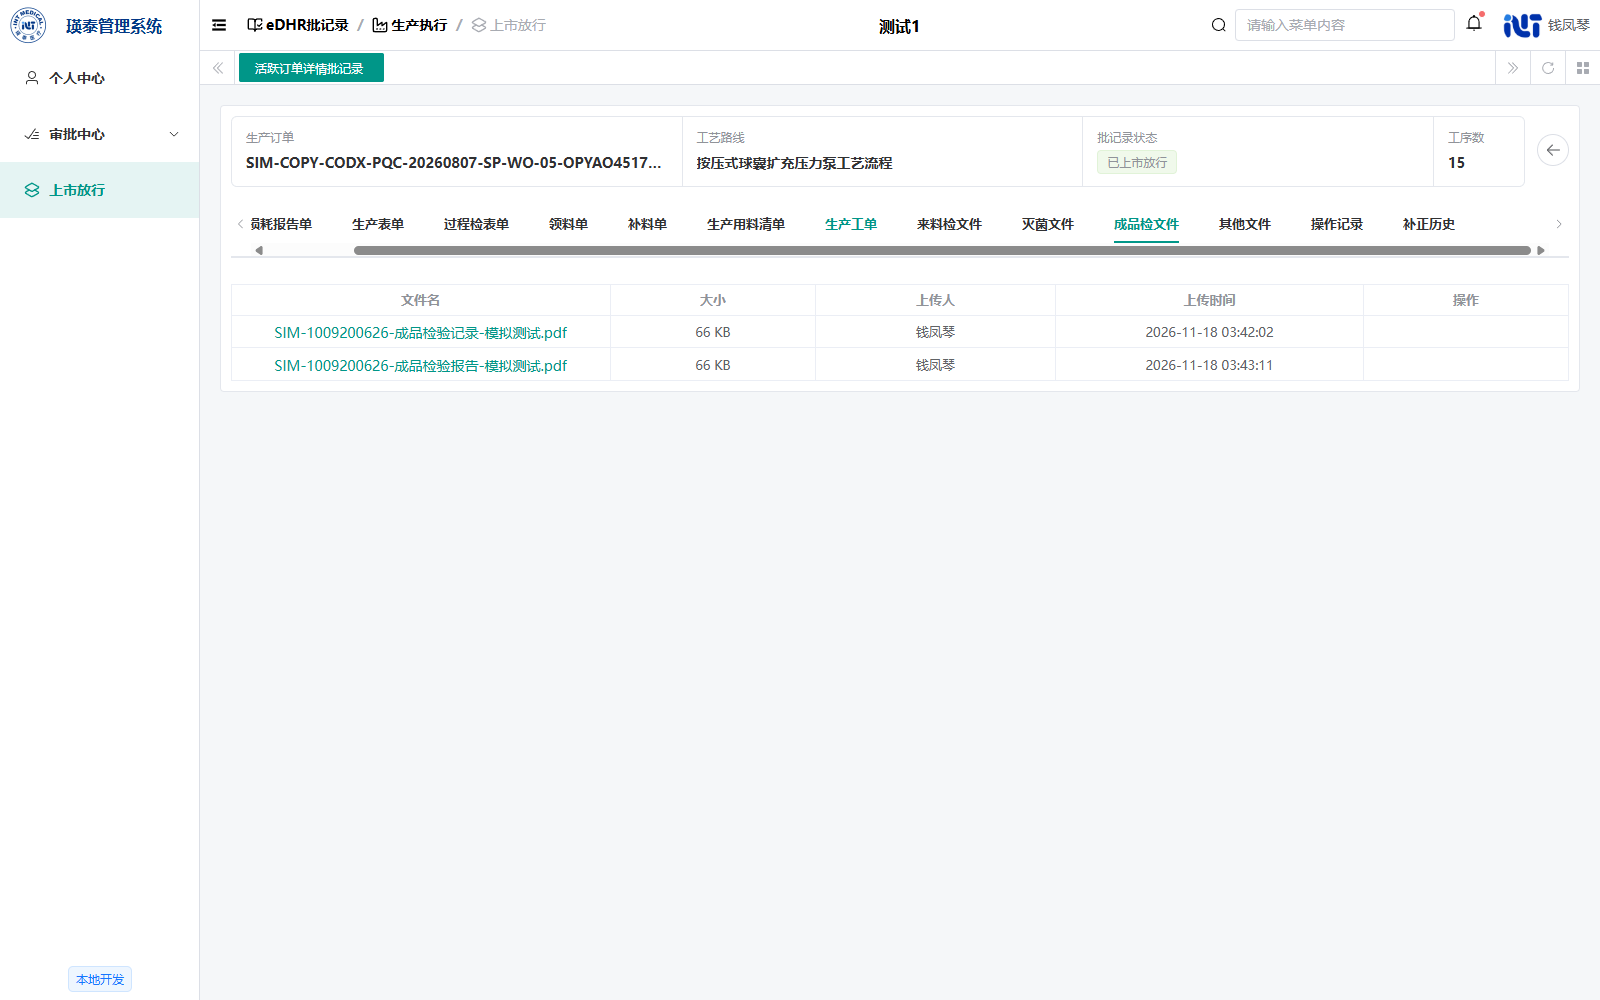 瑛泰管理系统
eDHR批记录 / 生产执行 / 上市放行
测试1
请输入菜单内容
钱凤琴
个人中心
审批中心
上市放行
活跃订单详情批记录
生产订单
SIM-COPY-CODX-PQC-20260807-SP-WO-05-OPYAO4517...
工艺路线
按压式球囊扩充压力泵工艺流程
批记录状态
已上市放行
工序数
15
损耗报告单 生产表单 过程检表单 领料单 补料单 生产用料清单 生产工单 来料检文件 灭菌文件 成品检文件 其他文件 操作记录 补正历史
文件名 大小 上传人 上传时间 操作
SIM-1009200626-成品检验记录-模拟测试.pdf 66 KB 钱凤琴 2026-11-18 03:42:02
SIM-1009200626-成品检验报告-模拟测试.pdf 66 KB 钱凤琴 2026-11-18 03:43:11
本地开发